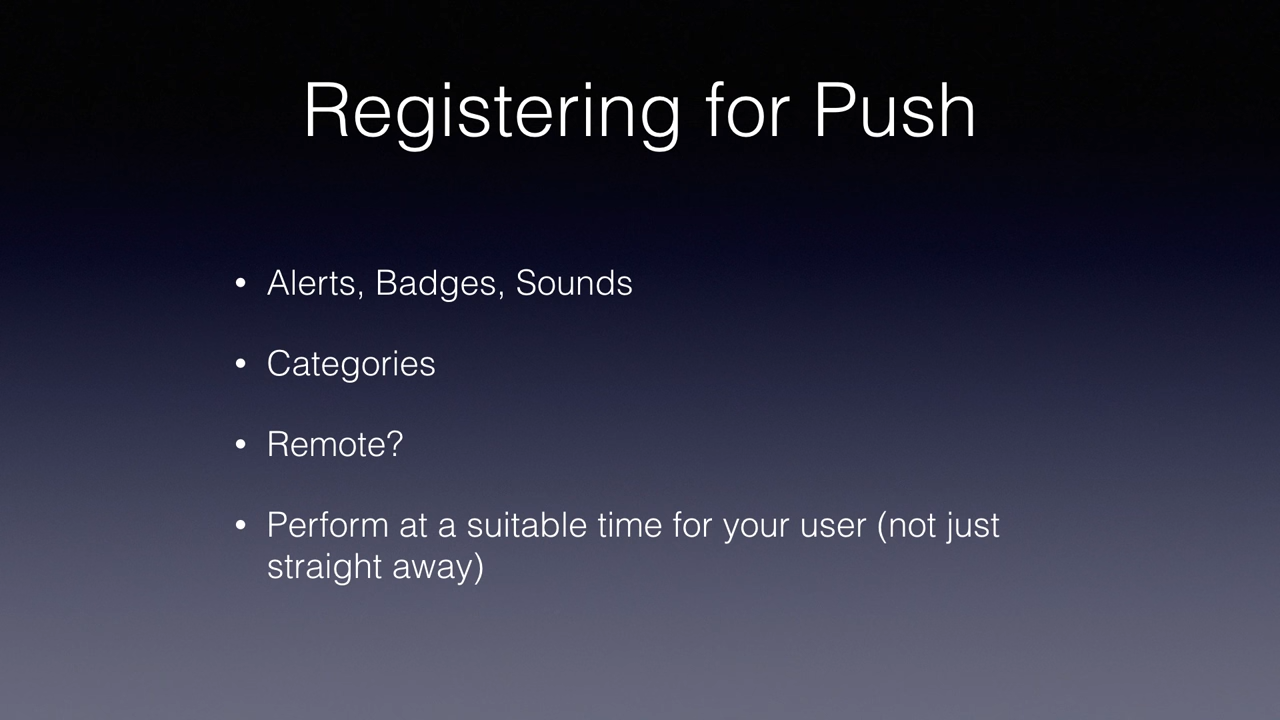 Registering for Push
• Alerts, Badges, Sounds
• Categories
• Remote?
• Perform at a suitable time for your user (not just
straight away)